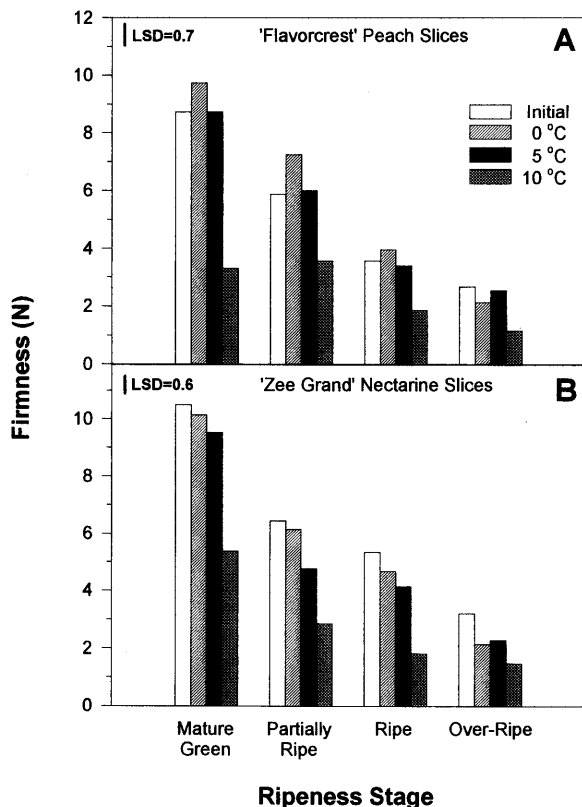 12
10
8
6
4
2
0
LSD=0.7
'Flavorcrest' Peach Slices
A
Initial
0 °C
5 °C
10 °C
10
8
6
4
2
0
LSD=0.6
'Zee Grand' Nectarine Slices
B
Firmness (N)
Mature Green
Partially Ripe
Ripe
Over-Ripe
Ripeness Stage